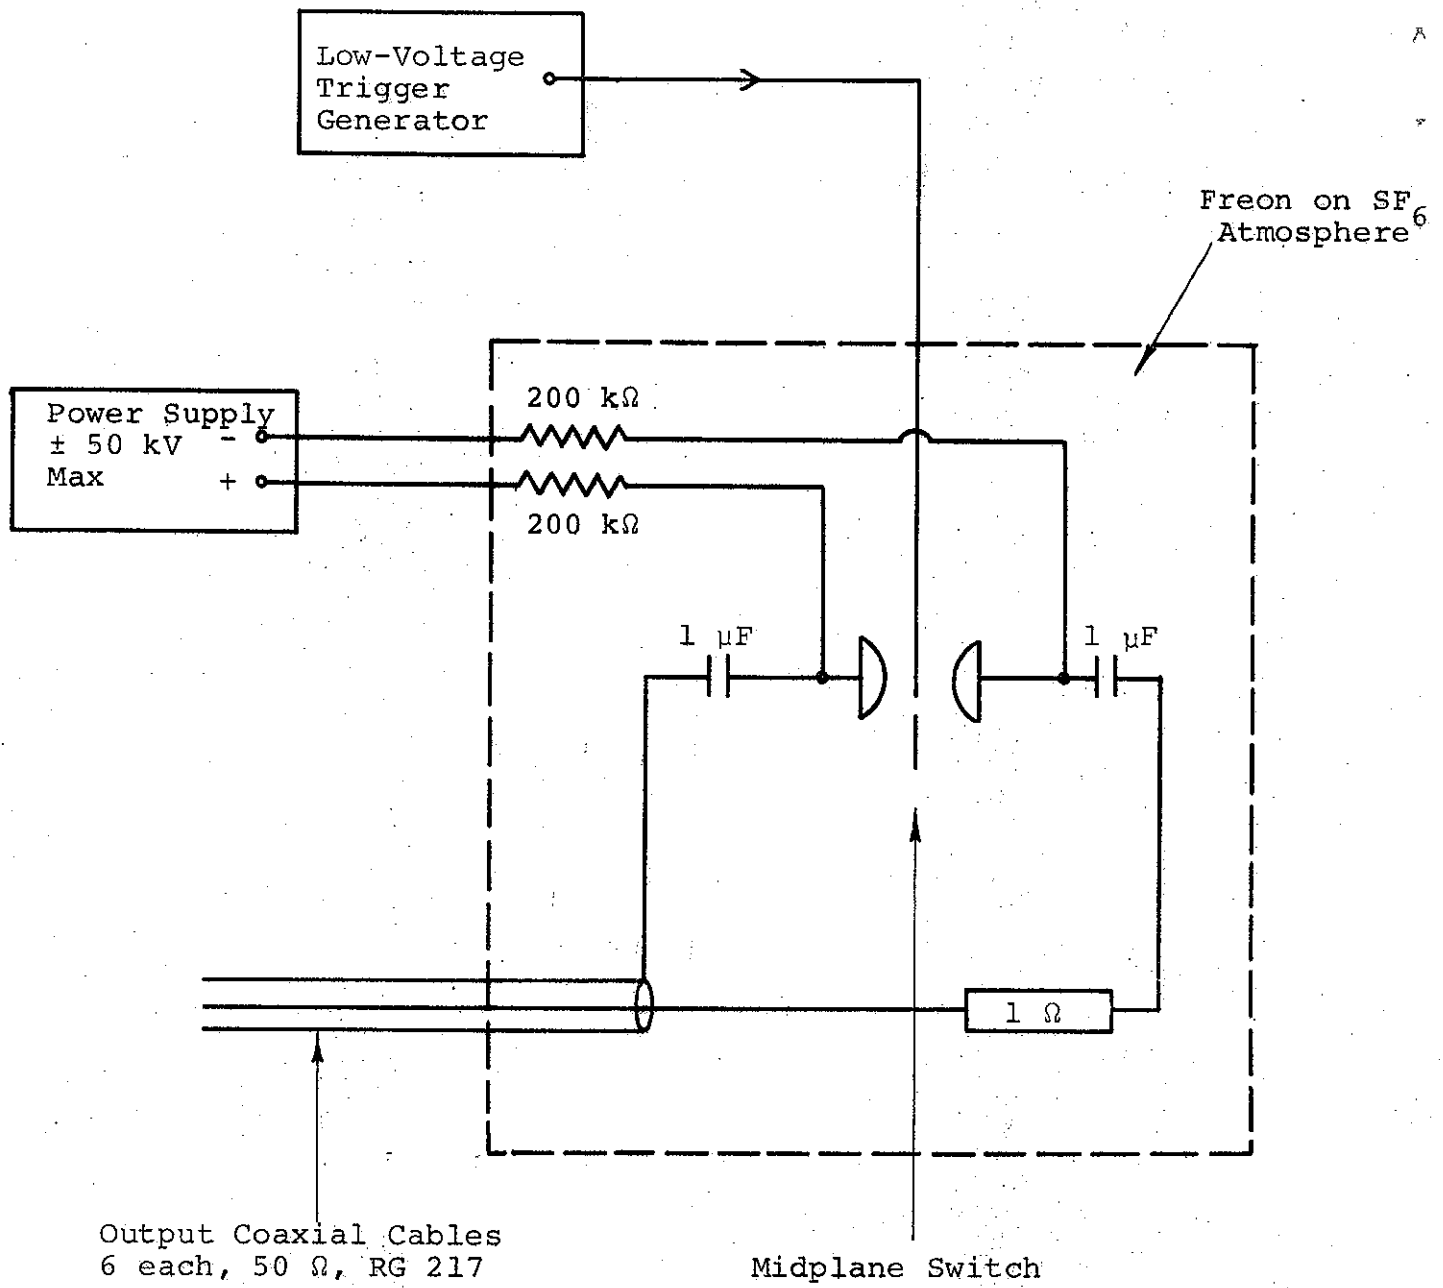 Low-Voltage
Trigger
Generator
Freon on SF6
Atmosphere
200 kΩ
Power Supply
± 50 kV -
Max +
200 kΩ
1 µF
1 µF
1 Ω
Output Coaxial Cables
6 each, 50 Ω, RG 217
Midplane Switch